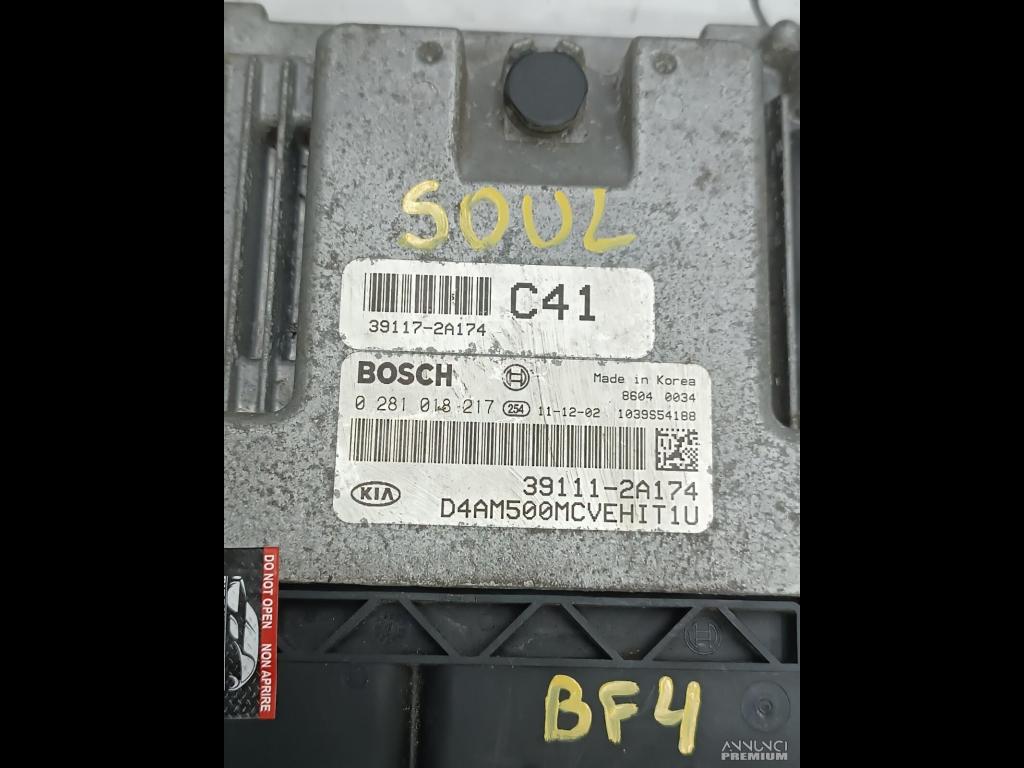 SOUL
C41
39117-2A174
BOSCH
Made in Korea
8604 0034
0 281 018 217 254 11-12-02 1039S54188
39111-2A174
KIA
D4AM500MCVEHIT1U
DO NOT OPEN NON APRIRE
BF4
ANNUNCI
PREMIUM